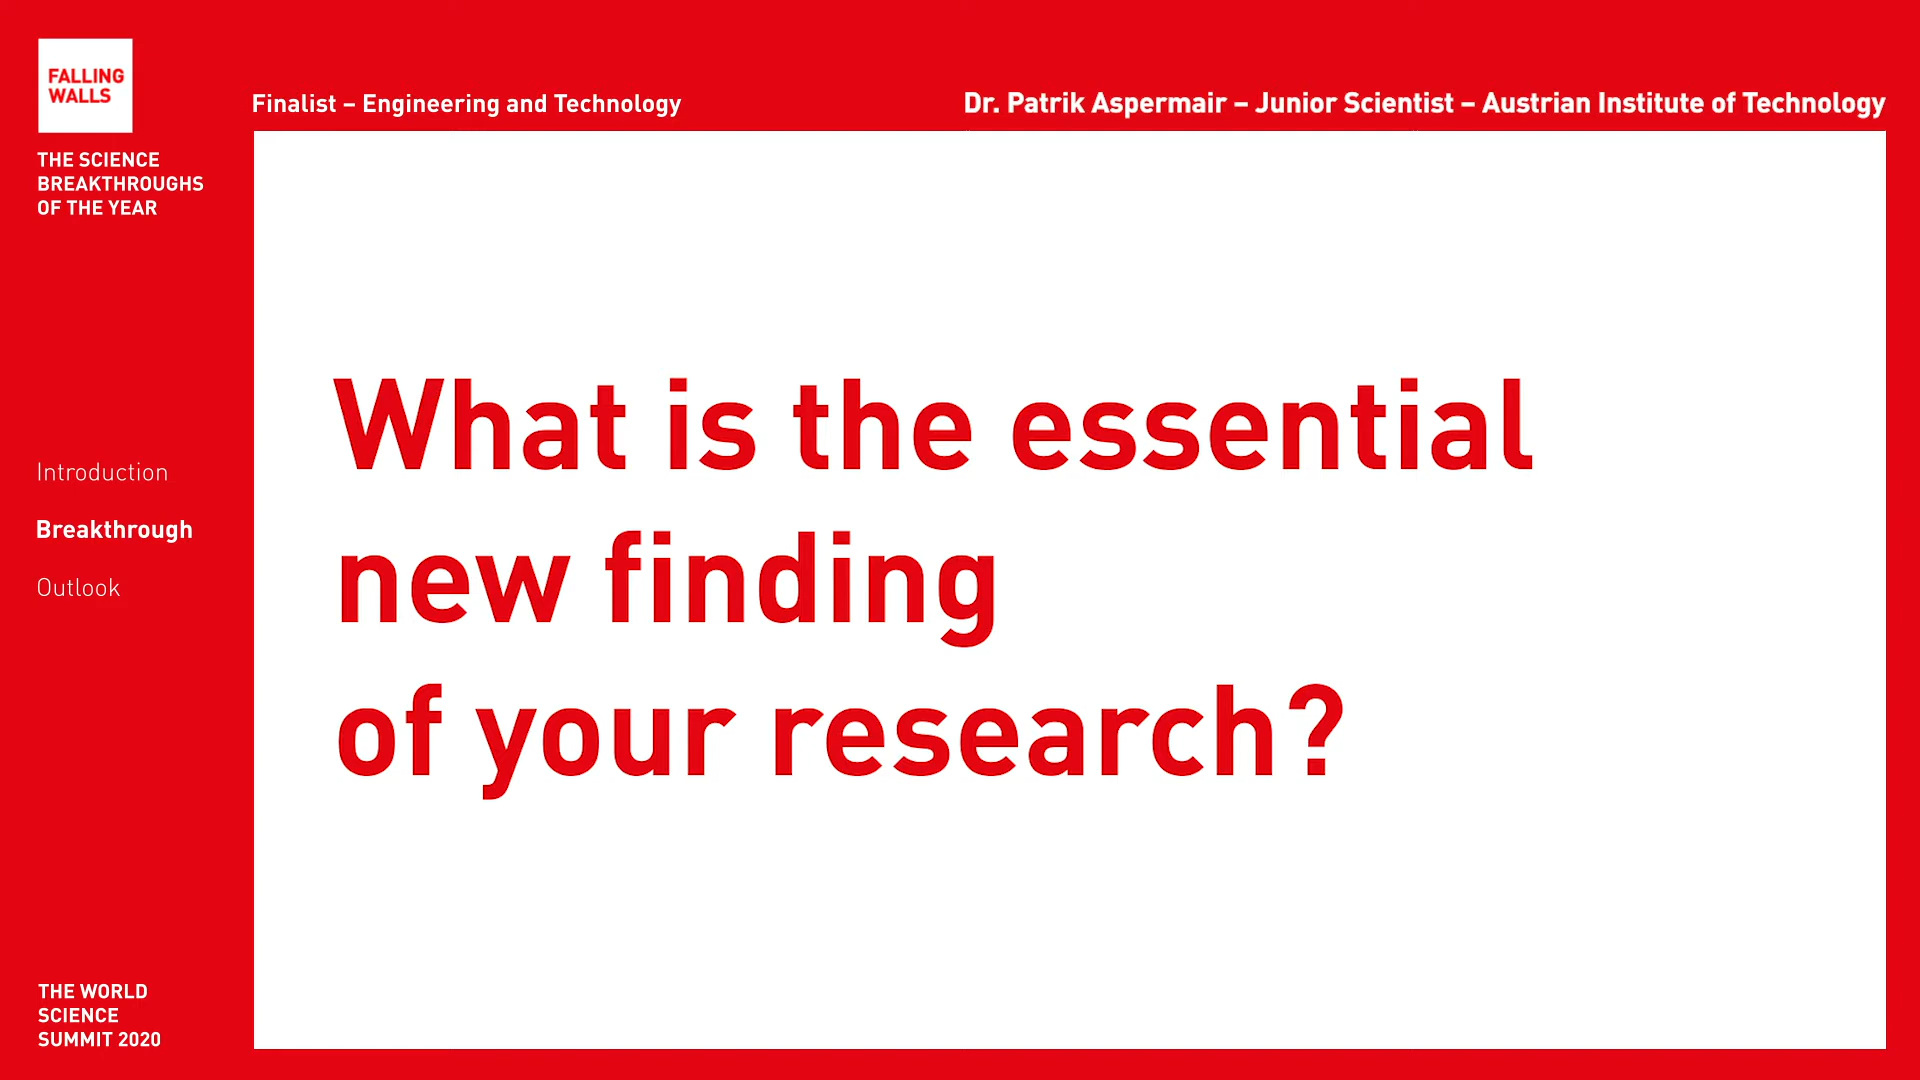 FALLING
WALLS
THE SCIENCE
BREAKTHROUGHS
OF THE YEAR
Finalist – Engineering and Technology
Dr. Patrik Aspermair – Junior Scientist – Austrian Institute of Technology
Introduction
Breakthrough
Outlook
What is the essential
new finding
of your research?
THE WORLD
SCIENCE
SUMMIT 2020